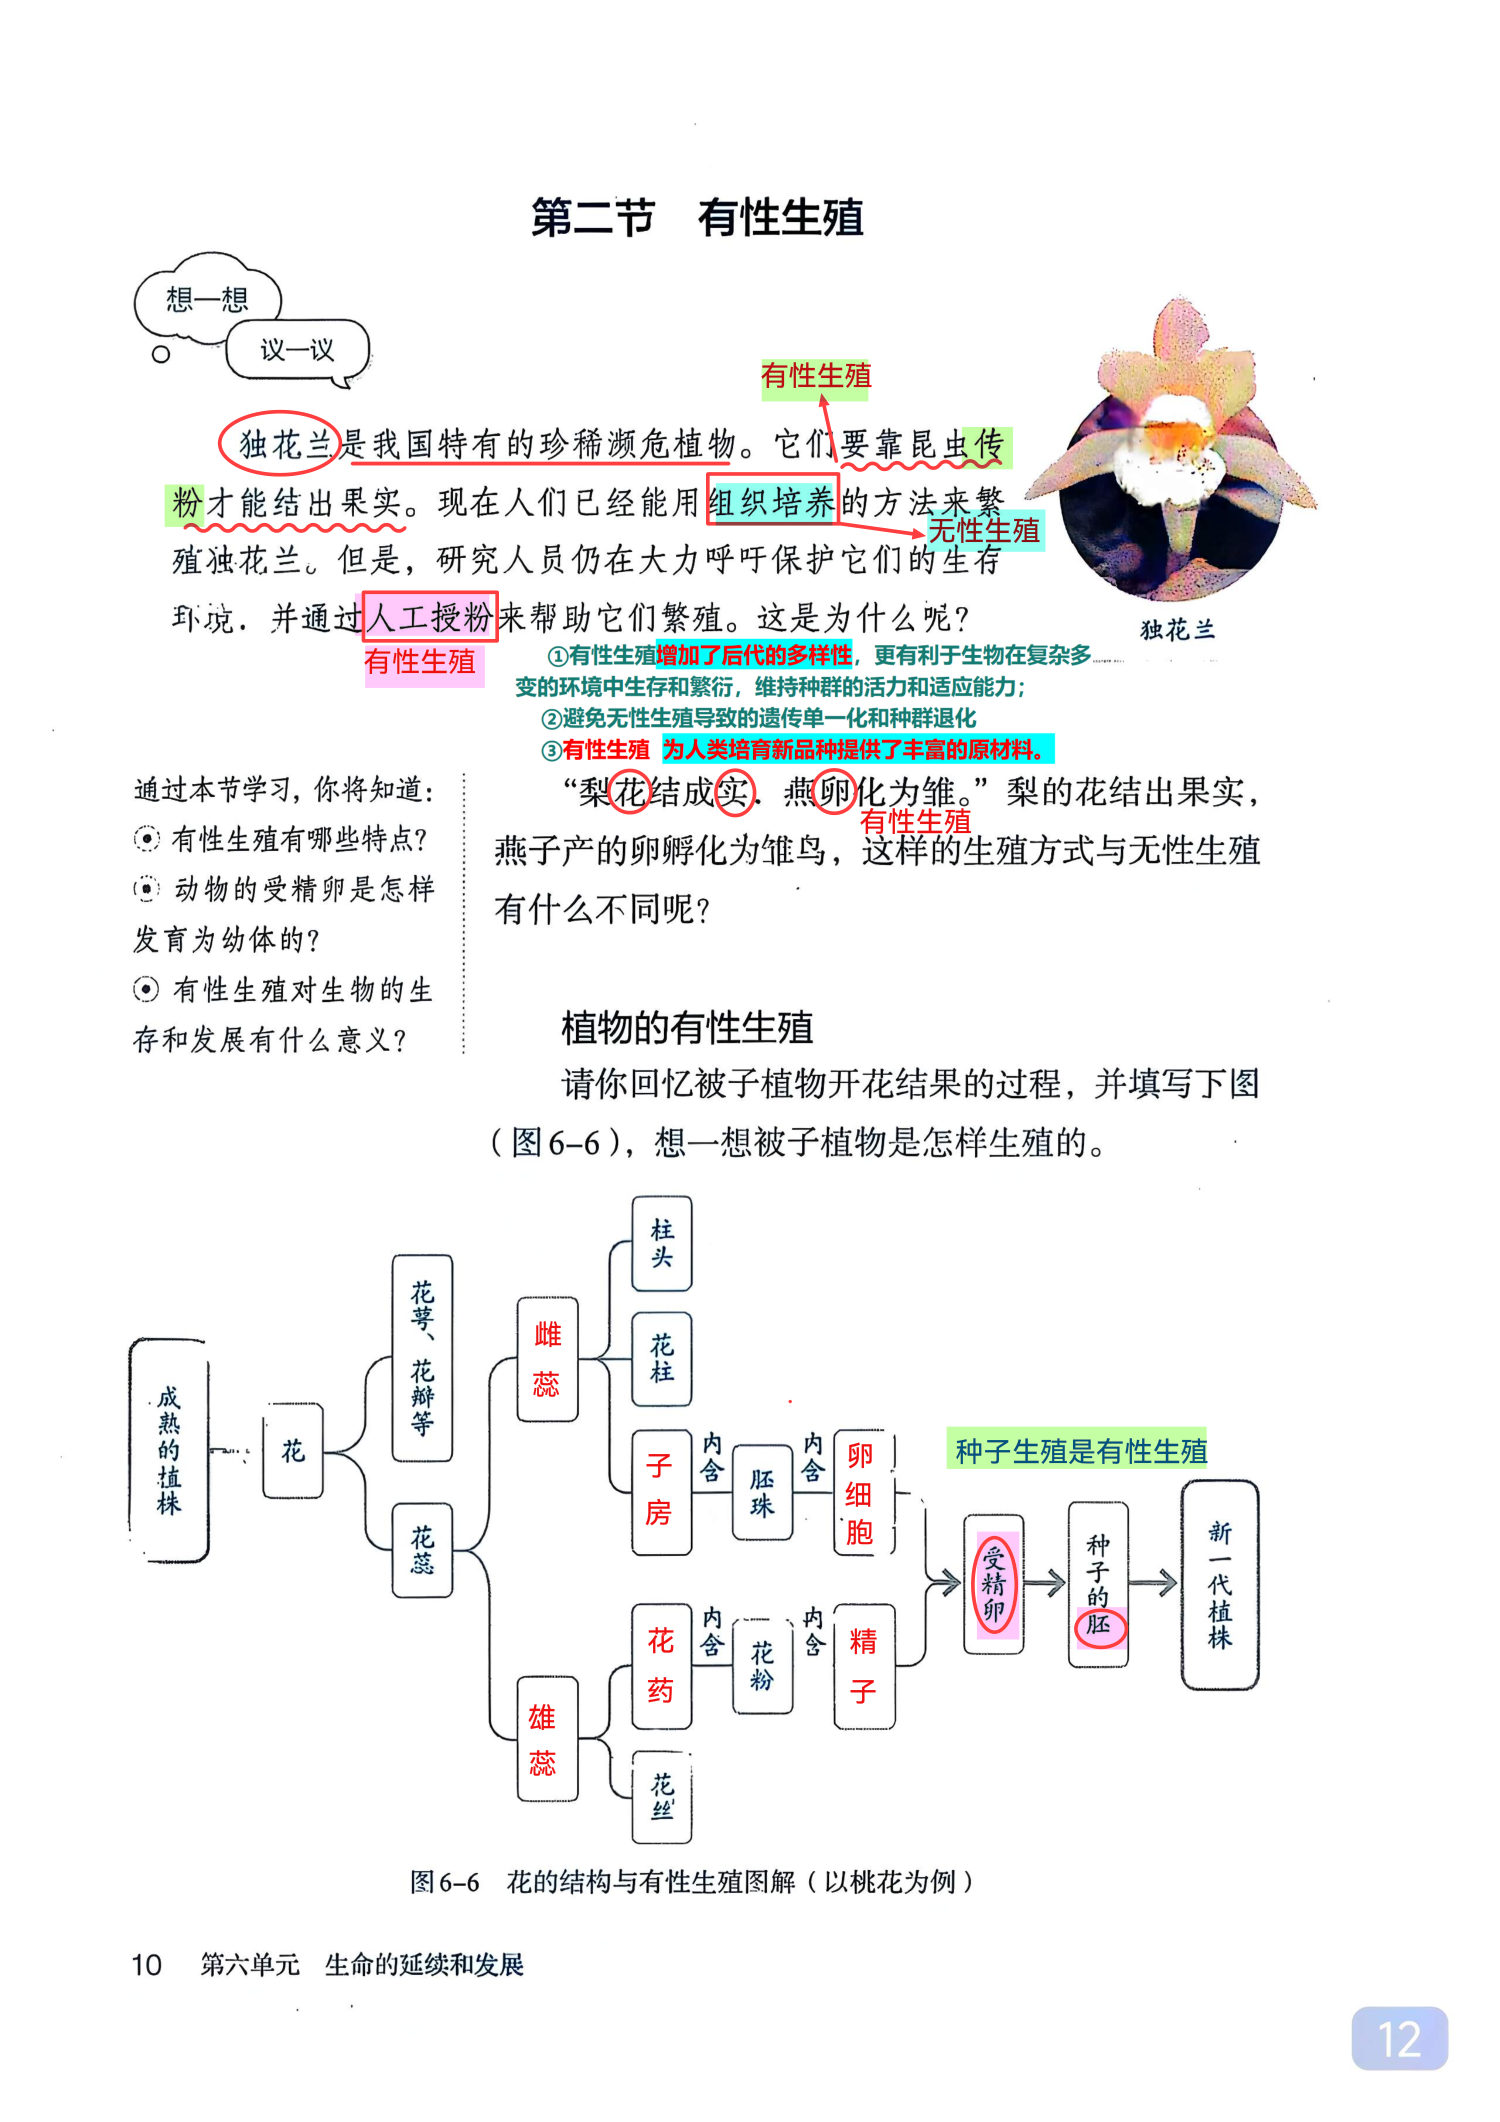 第二节 有性生殖
想一想
议一议
有性生殖
独花兰是我国特有的珍稀濒危植物。它们要靠昆虫传
粉才能结出果实。现在人们已经能用组织培养的方法来繁
无性生殖
殖独花兰。但是，研究人员仍在大力呼吁保护它们的生存
环境．并通过人工授粉来帮助它们繁殖。这是为什么呢？
独花兰
有性生殖
①有性生殖增加了后代的多样性，更有利于生物在复杂多
变的环境中生存和繁衍，维持种群的活力和适应能力；
②避免无性生殖导致的遗传单一化和种群退化
③有性生殖 为人类培育新品种提供了丰富的原材料。
通过本节学习，你将知道：
有性生殖有哪些特点？
动物的受精卵是怎样
发育为幼体的？
有性生殖对生物的生
存和发展有什么意义？
“梨花结成实．燕卵化为雏。”梨的花结出果实，
有性生殖
燕子产的卵孵化为雏鸟，这样的生殖方式与无性生殖
有什么不同呢？
植物的有性生殖
请你回忆被子植物开花结果的过程，并填写下图
（图6-6），想一想被子植物是怎样生殖的。
成熟的植株
花
花萼、花瓣等
花蕊
雌蕊
雄蕊
柱头
花柱
子房
内含
胚珠
内含
卵细胞
花药
内含
花粉
内含
精子
花丝
种子生殖是有性生殖
受精卵
种子的胚
新一代植株
图6-6 花的结构与有性生殖图解（以桃花为例）
10 第六单元 生命的延续和发展
12